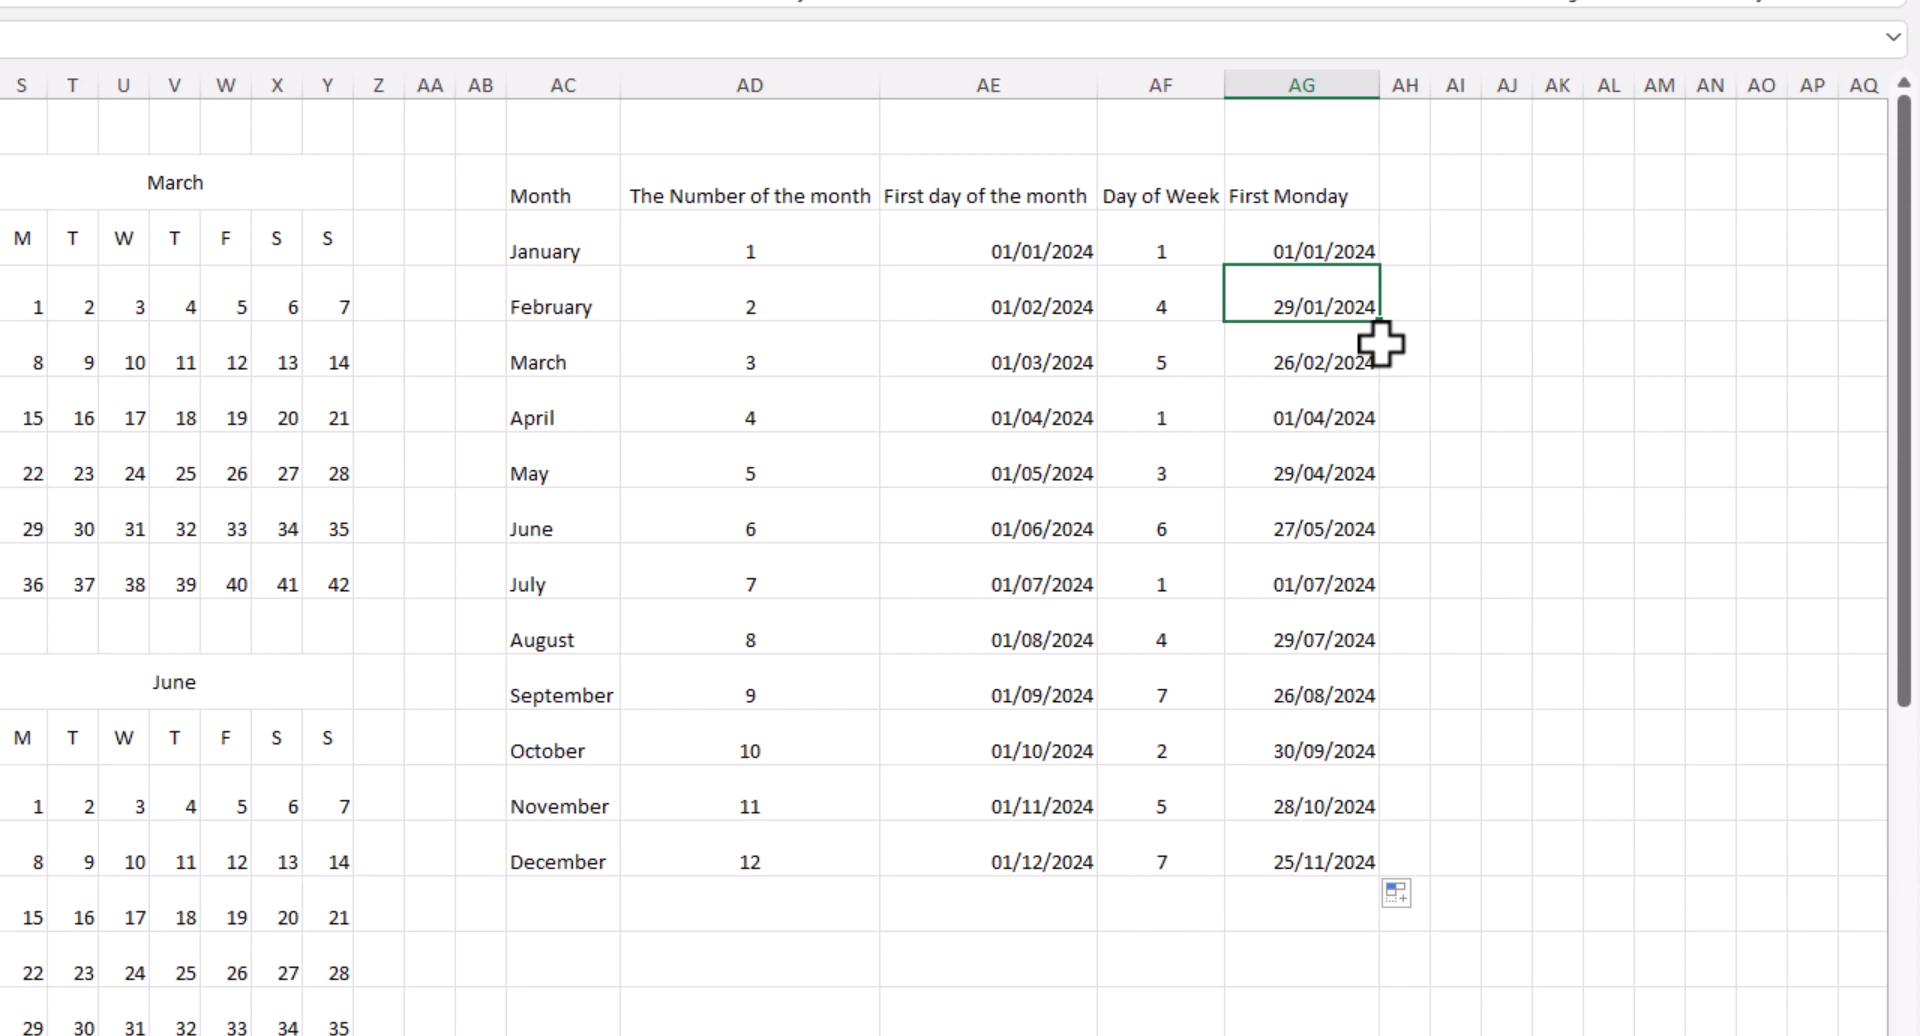 S T U V W X Y Z AA AB AC AD AE AF AG AH AI AJ AK AL AM AN AO AP AQ
March
Month The Number of the month First day of the month Day of Week First Monday
M T W T F S S
January 1 01/01/2024 1 01/01/2024
1 2 3 4 5 6 7 February 2 01/02/2024 4 29/01/2024
8 9 10 11 12 13 14 March 3 01/03/2024 5 26/02/2024
15 16 17 18 19 20 21 April 4 01/04/2024 1 01/04/2024
22 23 24 25 26 27 28 May 5 01/05/2024 3 29/04/2024
29 30 31 32 33 34 35 June 6 01/06/2024 6 27/05/2024
36 37 38 39 40 41 42 July 7 01/07/2024 1 01/07/2024
August 8 01/08/2024 4 29/07/2024
June
September 9 01/09/2024 7 26/08/2024
M T W T F S S
October 10 01/10/2024 2 30/09/2024
1 2 3 4 5 6 7 November 11 01/11/2024 5 28/10/2024
8 9 10 11 12 13 14 December 12 01/12/2024 7 25/11/2024
15 16 17 18 19 20 21
22 23 24 25 26 27 28
29 30 31 32 33 34 35